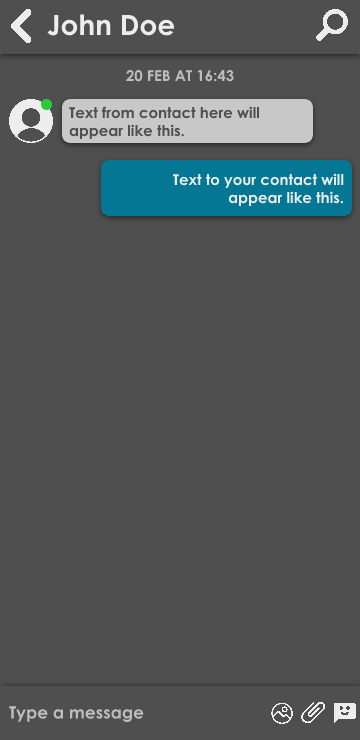 John Doe
20 FEB AT 16:43
Text from contact here will
appear like this.
Text to your contact will
appear like this.
Type a message